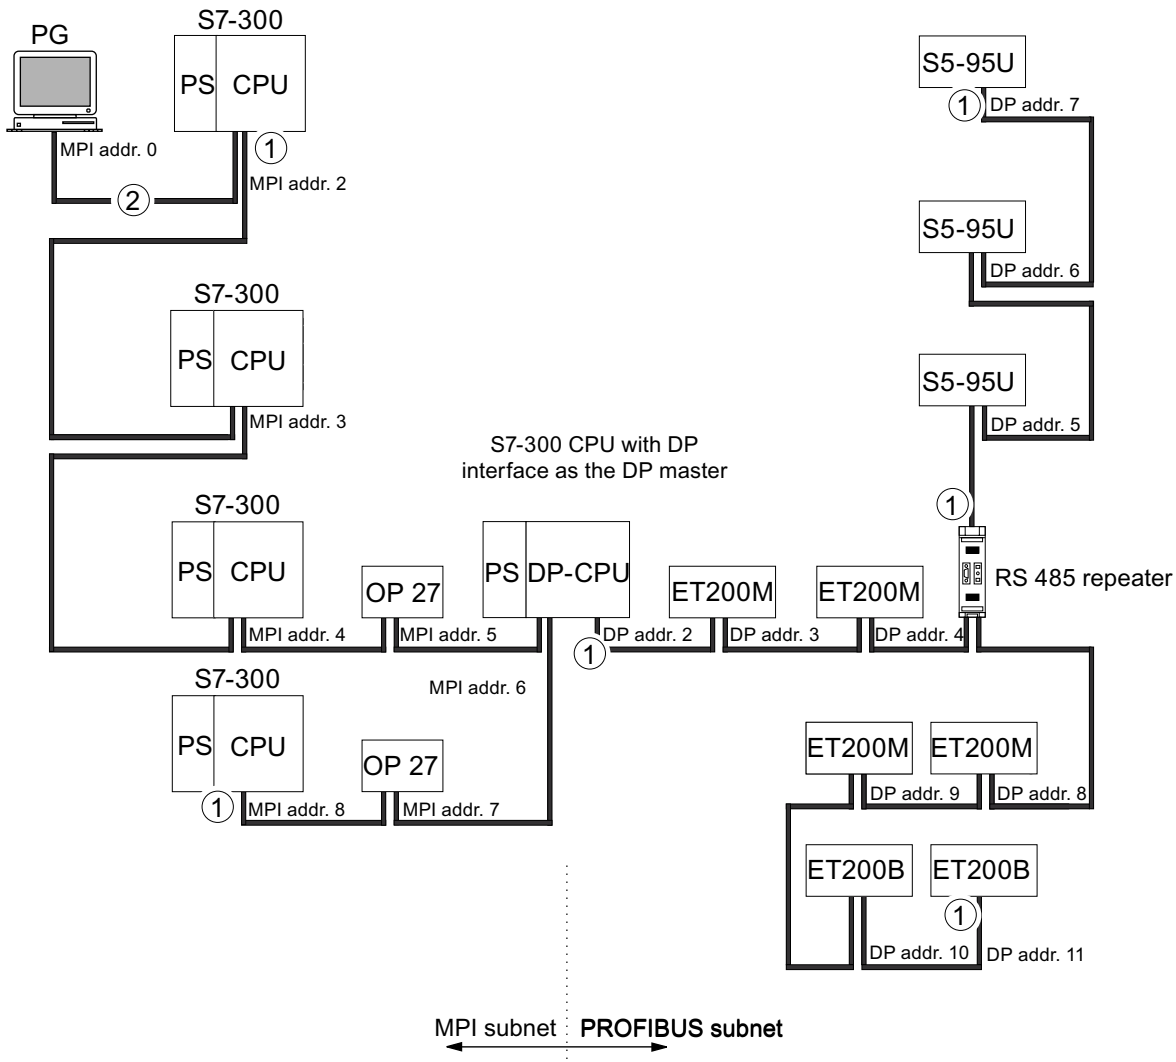 S7-300
PG
PS CPU
S5-95U
1 DP addr. 7
MPI addr. 0
1
MPI addr. 2
2
S5-95U
DP addr. 6
S7-300
PS CPU
MPI addr. 3
S5-95U
DP addr. 5
S7-300 CPU with DP
interface as the DP master
S7-300
1
PS CPU
OP 27
PS DP-CPU
ET200M
ET200M
RS 485 repeater
MPI addr. 4
MPI addr. 5
1
DP addr. 2
DP addr. 3
DP addr. 4
MPI addr. 6
S7-300
PS CPU
OP 27
ET200M
ET200M
1
MPI addr. 8
MPI addr. 7
DP addr. 9
DP addr. 8
ET200B
ET200B
1
DP addr. 10
DP addr. 11
MPI subnet
PROFIBUS subnet